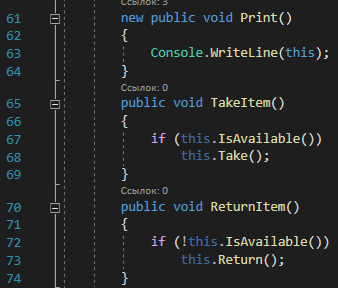 Ссылок: 3
61 new public void Print()
62 {
63 Console.WriteLine(this);
64 }
Ссылок: 0
65 public void TakeItem()
66 {
67 if (this.IsAvailable())
68 this.Take();
69 }
Ссылок: 0
70 public void ReturnItem()
71 {
72 if (!this.IsAvailable())
73 this.Return();
74 }